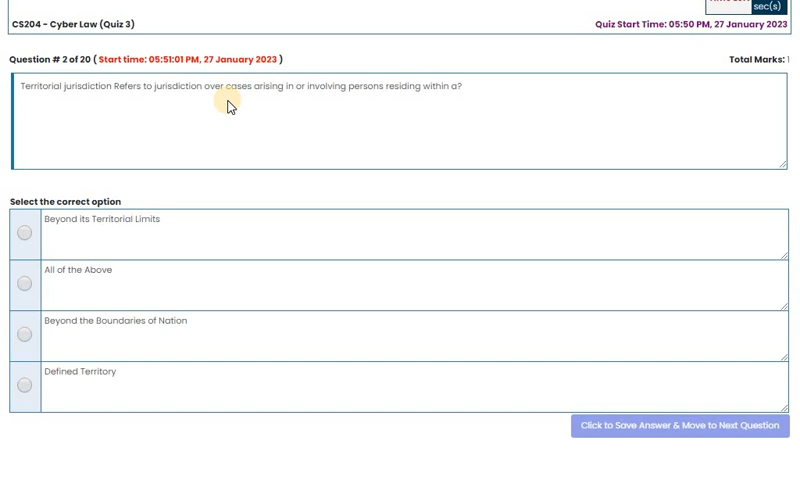 sec(s)
CS204 - Cyber Law (Quiz 3)
Quiz Start Time: 05:50 PM, 27 January 2023
Question # 2 of 20 ( Start time: 05:51:01 PM, 27 January 2023 )
Total Marks: 1
Territorial jurisdiction Refers to jurisdiction over cases arising in or involving persons residing within a?
Select the correct option
Beyond its Territorial Limits
All of the Above
Beyond the Boundaries of Nation
Defined Territory
Click to Save Answer & Move to Next Question